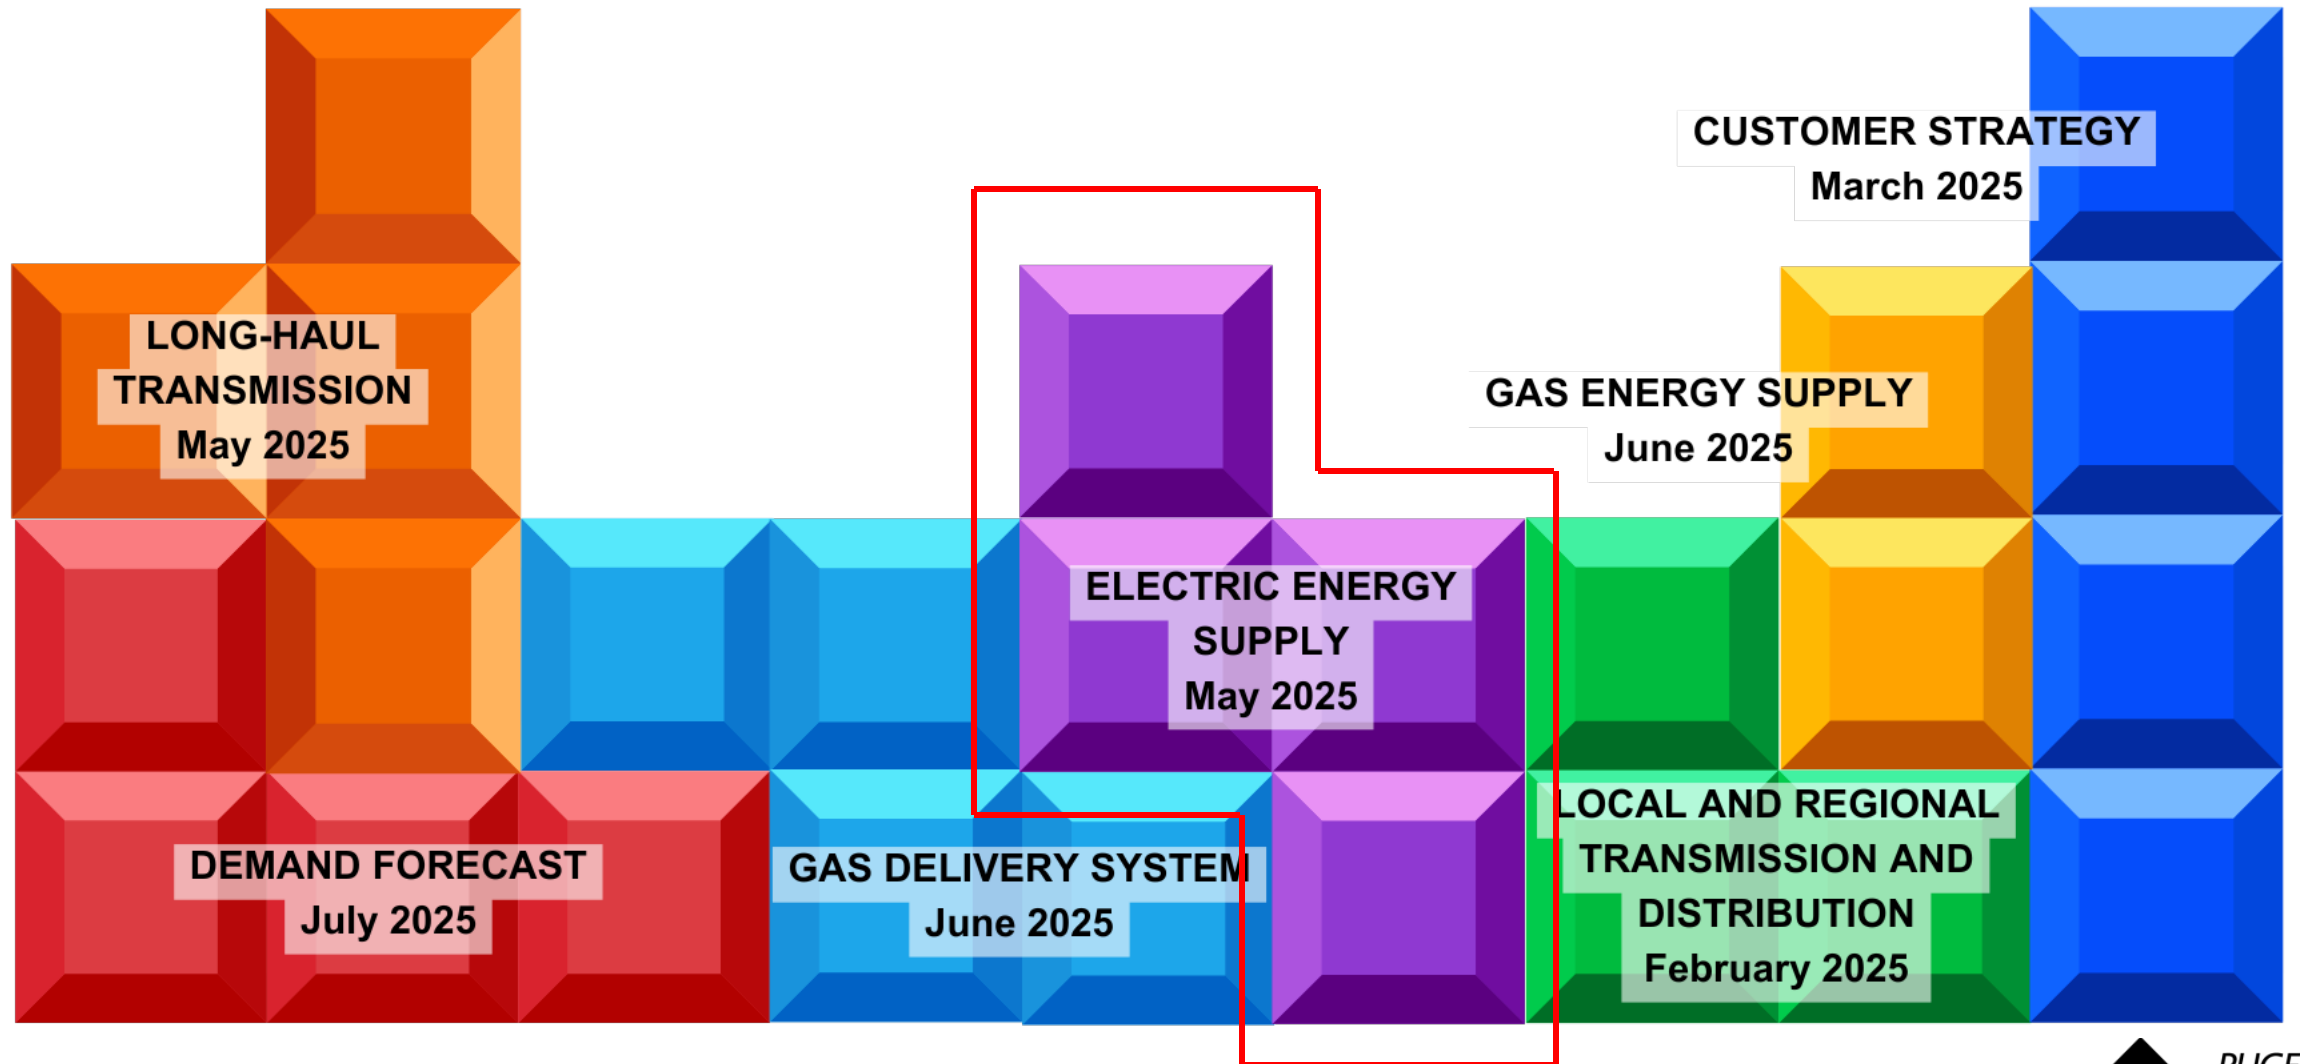 CUSTOMER STRATEGY
March 2025
LONG-HAUL
TRANSMISSION
May 2025
GAS ENERGY SUPPLY
June 2025
ELECTRIC ENERGY
SUPPLY
May 2025
DEMAND FORECAST
July 2025
GAS DELIVERY SYSTEM
June 2025
LOCAL AND REGIONAL
TRANSMISSION AND
DISTRIBUTION
February 2025